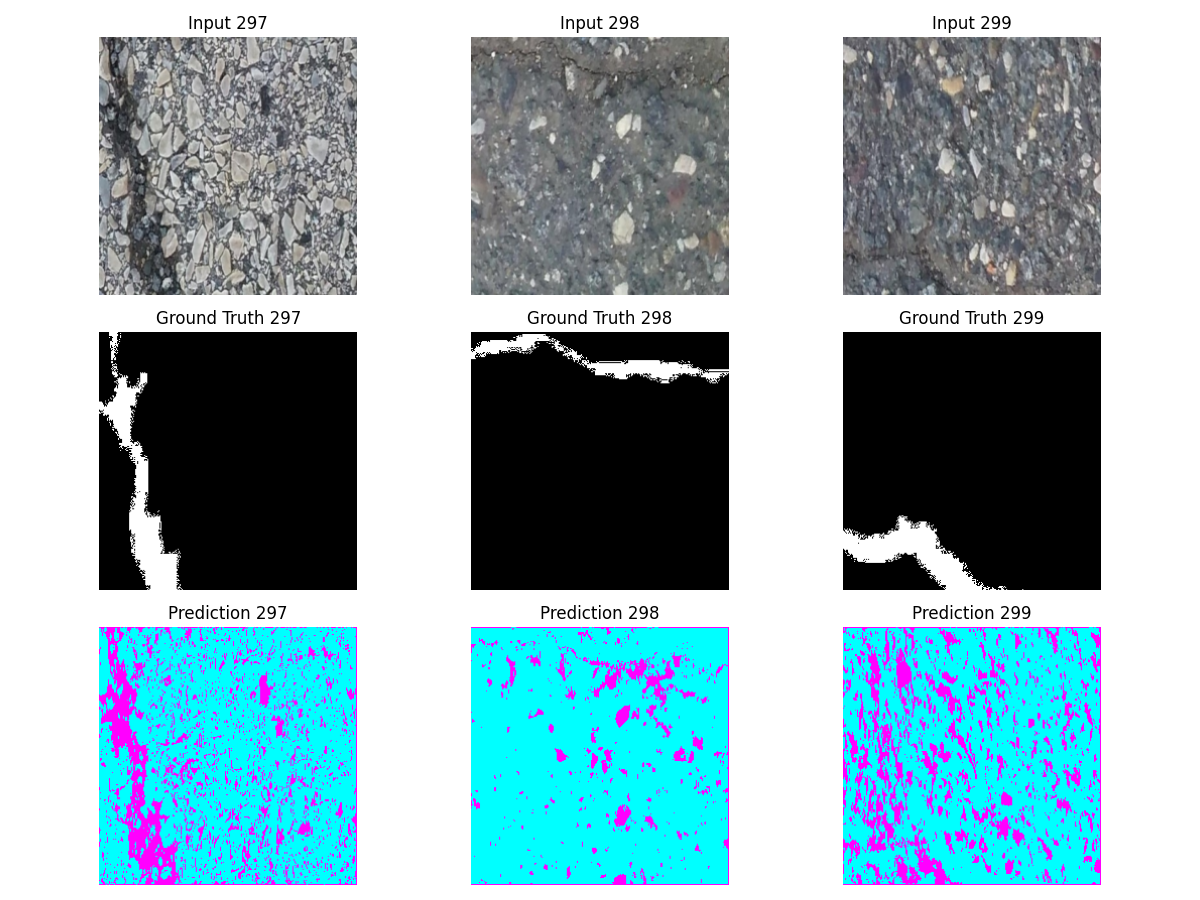 Input 297
Input 298
Input 299
Ground Truth 297
Ground Truth 298
Ground Truth 299
Prediction 297
Prediction 298
Prediction 299